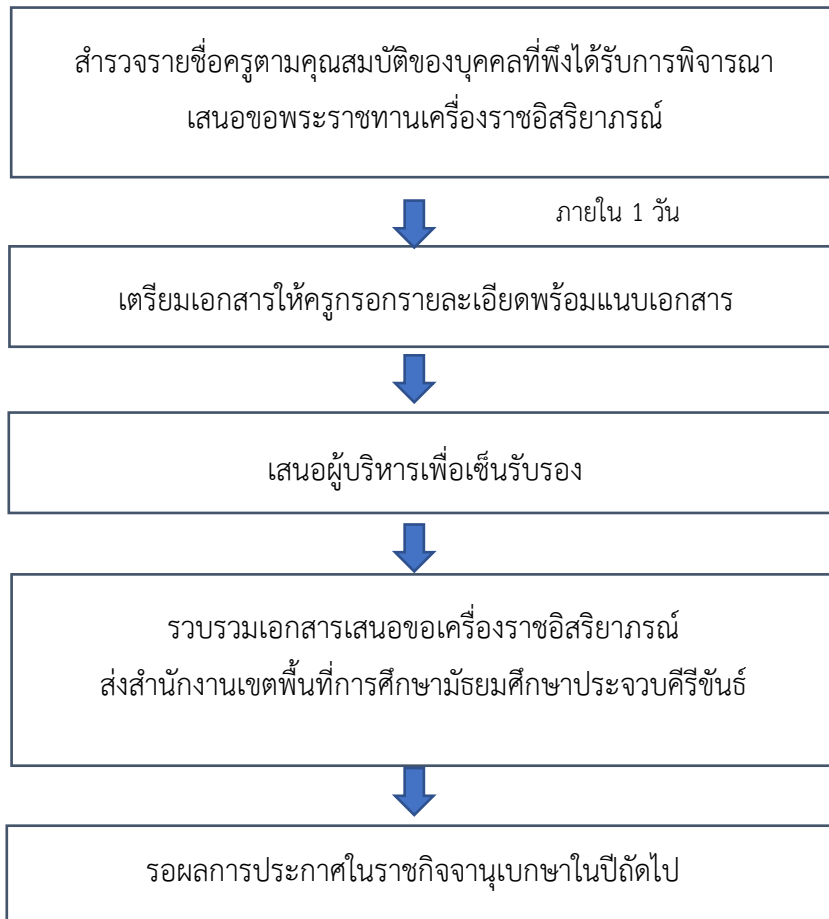 สำรวจรายชื่อครูตามคุณสมบัติของบุคคลที่พึงได้รับการพิจารณา
เสนอขอพระราชทานเครื่องราชอิสริยาภรณ์
ภายใน 1 วัน
เตรียมเอกสารให้ครูกรอกรายละเอียดพร้อมแนบเอกสาร
เสนอผู้บริหารเพื่อเซ็นรับรอง
รวบรวมเอกสารเสนอขอเครื่องราชอิสริยาภรณ์
ส่งสำนักงานเขตพื้นที่การศึกษามัธยมศึกษาประจวบคีรีขันธ์
รอผลการประกาศในราชกิจจานุเบกษาในปีถัดไป